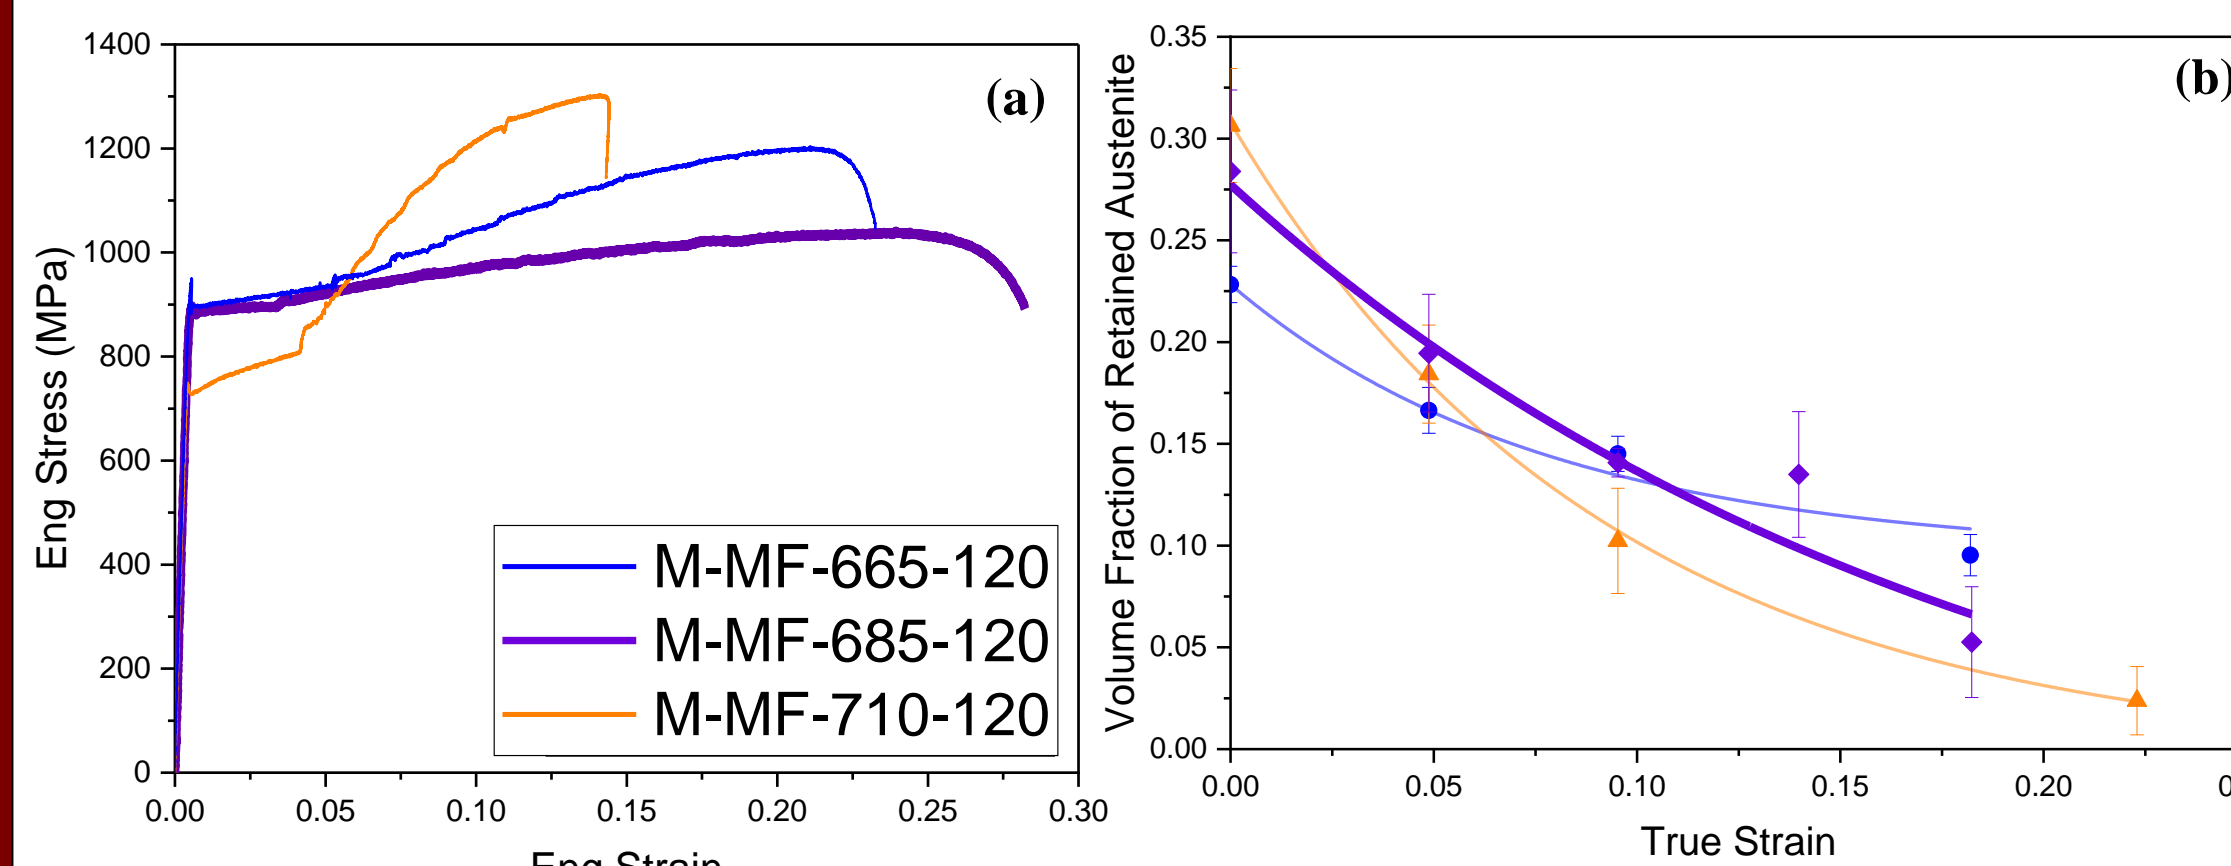 (a)
Eng Stress (MPa)
1400
1200
1000
800
600
400
200
0
M-MF-665-120
M-MF-685-120
M-MF-710-120
0.00 0.05 0.10 0.15 0.20 0.25 0.30
Eng Strain
(b)
Volume Fraction of Retained Austenite
0.35
0.30
0.25
0.20
0.15
0.10
0.05
0.00
0.00 0.05 0.10 0.15 0.20
True Strain